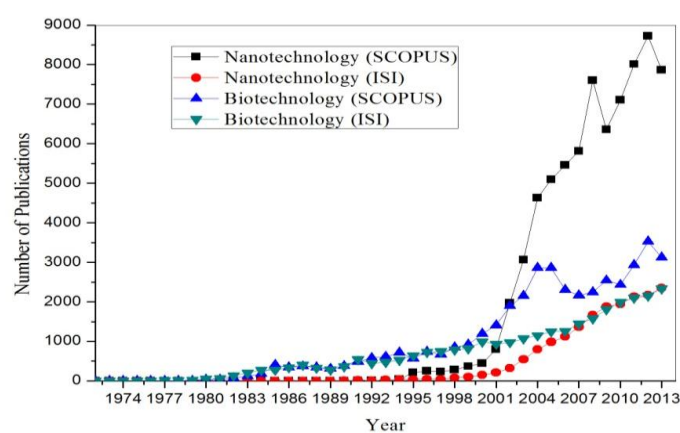 9000
8000
7000
6000
5000
4000
3000
2000
1000
0
Number of Publications
Nanotechnology (SCOPUS)
Nanotechnology (ISI)
Biotechnology (SCOPUS)
Biotechnology (ISI)
1974 1977 1980 1983 1986 1989 1992 1995 1998 2001 2004 2007 2010 2013
Year